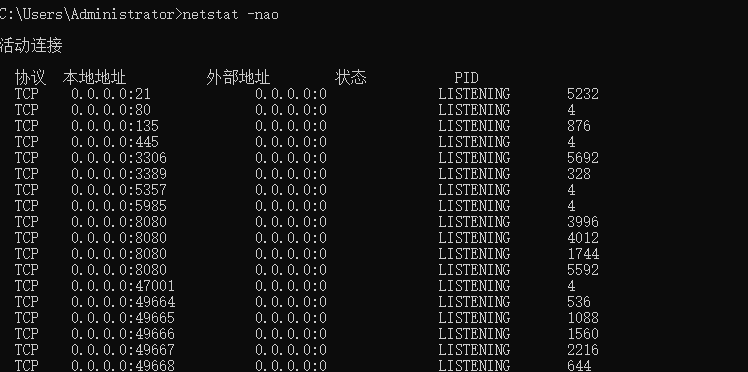 C:\Users\Administrator>netstat -nao
活动连接
协议 本地地址 外部地址 状态 PID
TCP 0.0.0.0:21 0.0.0.0:0 LISTENING 5232
TCP 0.0.0.0:80 0.0.0.0:0 LISTENING 4
TCP 0.0.0.0:135 0.0.0.0:0 LISTENING 876
TCP 0.0.0.0:445 0.0.0.0:0 LISTENING 4
TCP 0.0.0.0:3306 0.0.0.0:0 LISTENING 5692
TCP 0.0.0.0:3389 0.0.0.0:0 LISTENING 328
TCP 0.0.0.0:5357 0.0.0.0:0 LISTENING 4
TCP 0.0.0.0:5985 0.0.0.0:0 LISTENING 4
TCP 0.0.0.0:8080 0.0.0.0:0 LISTENING 3996
TCP 0.0.0.0:8080 0.0.0.0:0 LISTENING 4012
TCP 0.0.0.0:8080 0.0.0.0:0 LISTENING 1744
TCP 0.0.0.0:8080 0.0.0.0:0 LISTENING 5592
TCP 0.0.0.0:47001 0.0.0.0:0 LISTENING 4
TCP 0.0.0.0:49664 0.0.0.0:0 LISTENING 536
TCP 0.0.0.0:49665 0.0.0.0:0 LISTENING 1088
TCP 0.0.0.0:49666 0.0.0.0:0 LISTENING 1560
TCP 0.0.0.0:49667 0.0.0.0:0 LISTENING 2216
TCP 0.0.0.0:49668 0.0.0.0:0 LISTENING 644